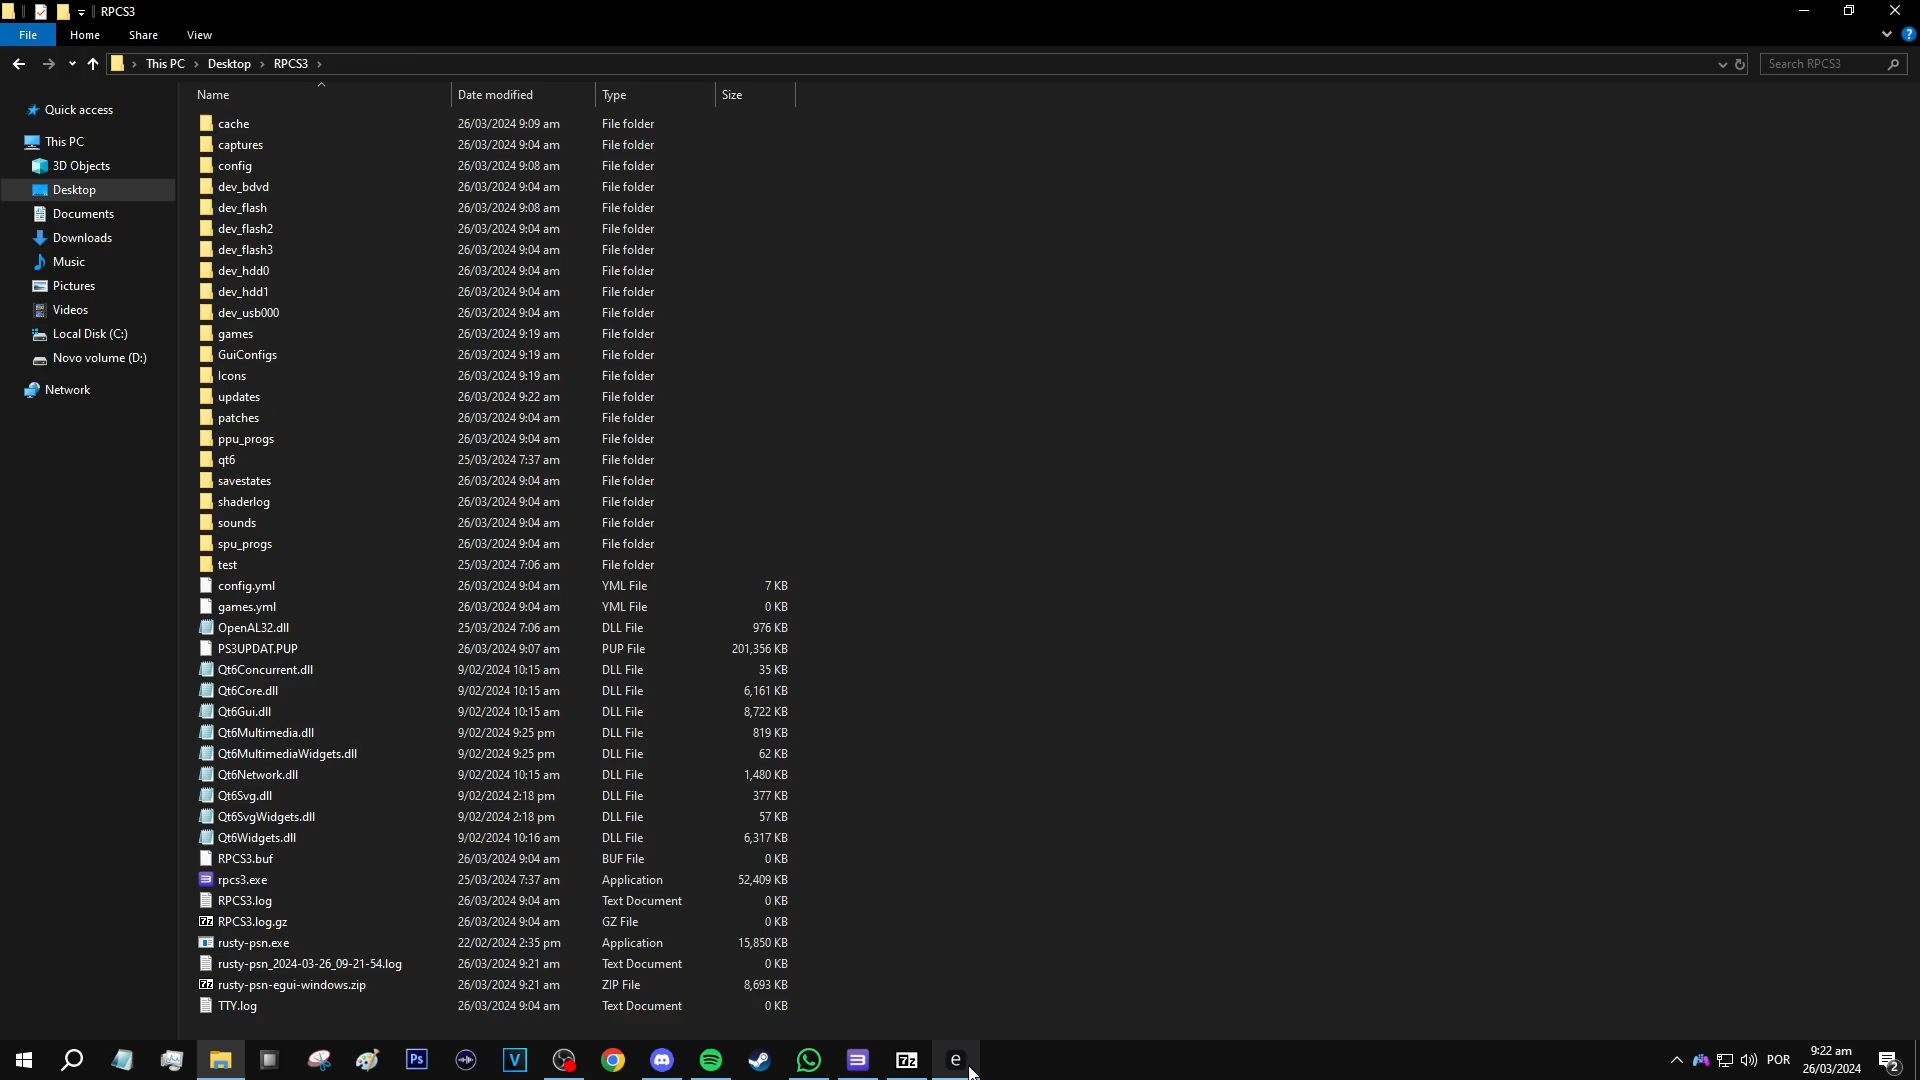 RPCS3
File Home Share View
This PC Desktop RPCS3 Search RPCS3
Quick access
This PC
3D Objects
Desktop
Documents
Downloads
Music
Pictures
Videos
Local Disk (C:)
Novo volume (D:)
Network
Name Date modified Type Size
cache 26/03/2024 9:09 am File folder
captures 26/03/2024 9:04 am File folder
config 26/03/2024 9:08 am File folder
dev_bdvd 26/03/2024 9:04 am File folder
dev_flash 26/03/2024 9:08 am File folder
dev_flash2 26/03/2024 9:04 am File folder
dev_flash3 26/03/2024 9:04 am File folder
dev_hdd0 26/03/2024 9:04 am File folder
dev_hdd1 26/03/2024 9:04 am File folder
dev_usb000 26/03/2024 9:04 am File folder
games 26/03/2024 9:19 am File folder
GuiConfigs 26/03/2024 9:19 am File folder
Icons 26/03/2024 9:19 am File folder
updates 26/03/2024 9:22 am File folder
patches 26/03/2024 9:04 am File folder
ppu_progs 26/03/2024 9:04 am File folder
qt6 25/03/2024 7:37 am File folder
savestates 26/03/2024 9:04 am File folder
shaderlog 26/03/2024 9:04 am File folder
sounds 26/03/2024 9:04 am File folder
spu_progs 26/03/2024 9:04 am File folder
test 25/03/2024 7:06 am File folder
config.yml 26/03/2024 9:04 am YML File 7 KB
games.yml 26/03/2024 9:04 am YML File 0 KB
OpenAL32.dll 25/03/2024 7:06 am DLL File 976 KB
PS3UPDAT.PUP 26/03/2024 9:07 am PUP File 201,356 KB
Qt6Concurrent.dll 9/02/2024 10:15 am DLL File 35 KB
Qt6Core.dll 9/02/2024 10:15 am DLL File 6,161 KB
Qt6Gui.dll 9/02/2024 10:15 am DLL File 8,722 KB
Qt6Multimedia.dll 9/02/2024 9:25 pm DLL File 819 KB
Qt6MultimediaWidgets.dll 9/02/2024 9:25 pm DLL File 62 KB
Qt6Network.dll 9/02/2024 10:15 am DLL File 1,480 KB
Qt6Svg.dll 9/02/2024 2:18 pm DLL File 377 KB
Qt6SvgWidgets.dll 9/02/2024 2:18 pm DLL File 57 KB
Qt6Widgets.dll 9/02/2024 10:16 am DLL File 6,317 KB
RPCS3.buf 26/03/2024 9:04 am BUF File 0 KB
rpcs3.exe 25/03/2024 7:37 am Application 52,409 KB
RPCS3.log 26/03/2024 9:04 am Text Document 0 KB
RPCS3.log.gz 26/03/2024 9:04 am GZ File 0 KB
rusty-psn.exe 22/02/2024 2:35 pm Application 15,850 KB
rusty-psn_2024-03-26_09-21-54.log 26/03/2024 9:21 am Text Document 0 KB
rusty-psn-egui-windows.zip 26/03/2024 9:21 am ZIP File 8,693 KB
TTY.log 26/03/2024 9:04 am Text Document 0 KB
Ps V 7z e POR 9:22 am 2
26/03/2024